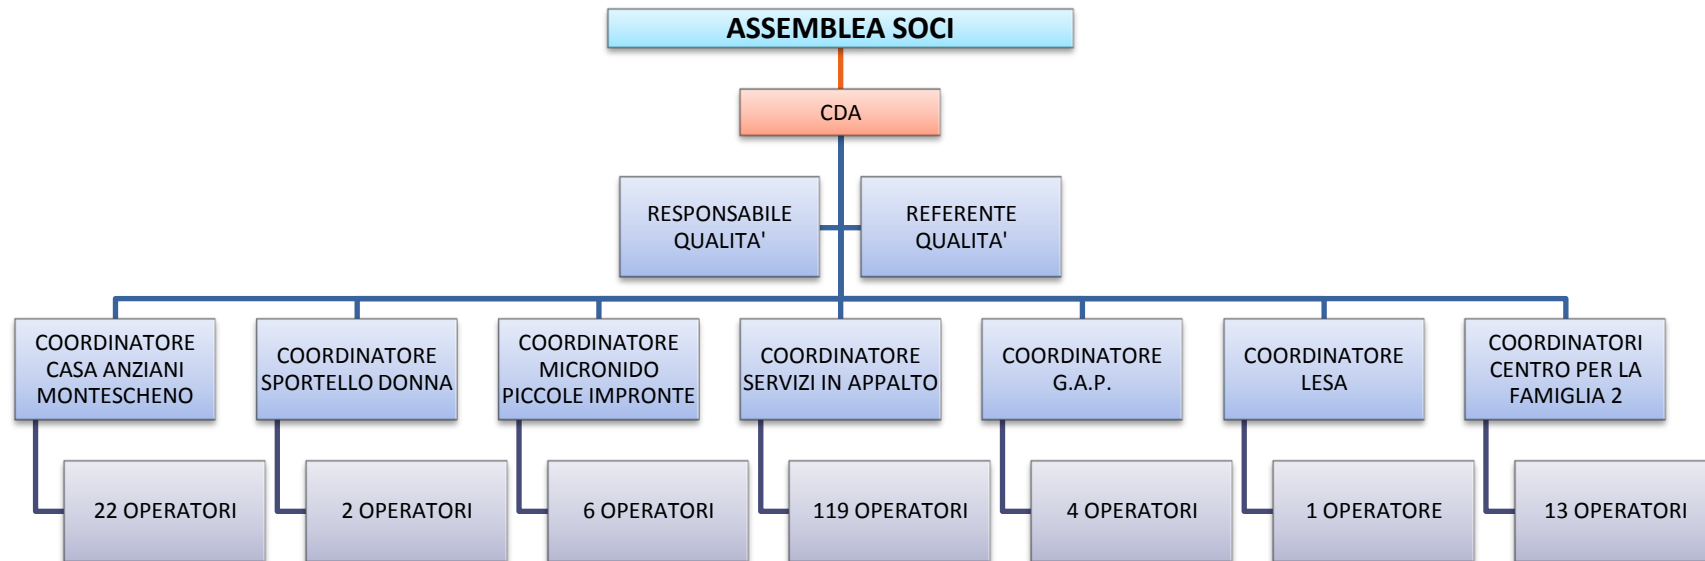 ASSEMBLEA SOCI
CDA
RESPONSABILE
QUALITA'
REFERENTE
QUALITA'
COORDINATORE
CASA ANZIANI
MONTESCHENO
COORDINATORE
SPORTELLO DONNA
COORDINATORE
MICRONIDO
PICCOLE IMPRONTE
COORDINATORE
SERVIZI IN APPALTO
COORDINATORE
G.A.P.
COORDINATORE
LESA
COORDINATORI
CENTRO PER LA
FAMIGLIA 2
22 OPERATORI
2 OPERATORI
6 OPERATORI
119 OPERATORI
4 OPERATORI
1 OPERATORE
13 OPERATORI